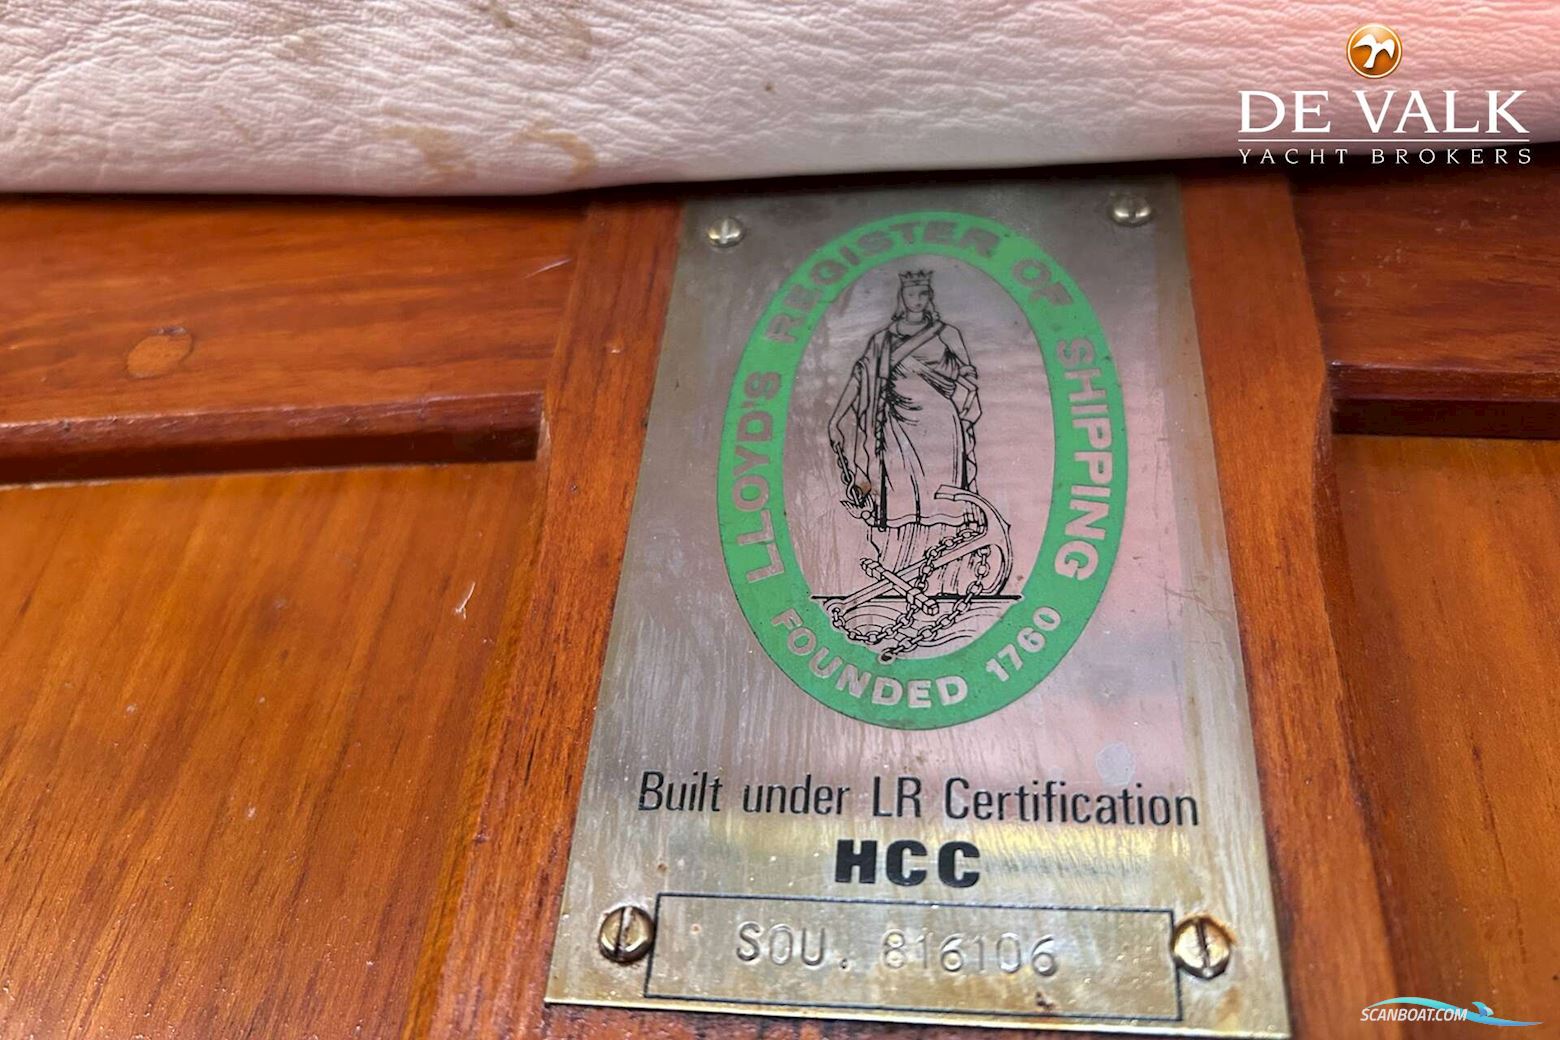 DE VALK
YACHT BROKERS
LLOYD'S REGISTER OF SHIPPING
FOUNDED 1760
Built under LR Certification
HCC
SOU. 816106
SCANBOAT.COM